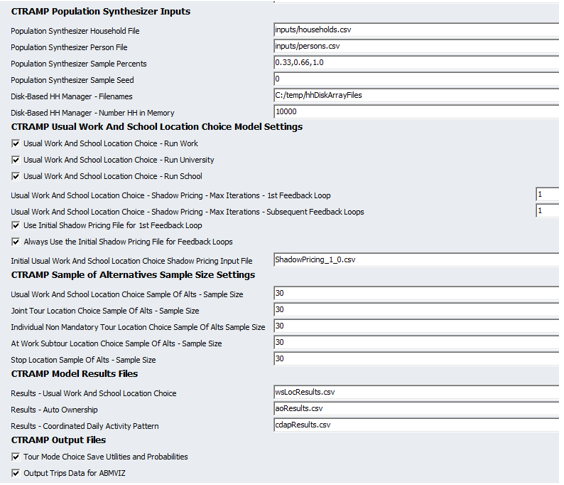 CTRAMP Population Synthesizer Inputs
Population Synthesizer Household File inputs/households.csv
Population Synthesizer Person File inputs/persons.csv
Population Synthesizer Sample Percents 0.33,0.66,1.0
Population Synthesizer Sample Seed 0
Disk-Based HH Manager - Filenames C:/temp/hhDiskArrayFiles
Disk-Based HH Manager - Number HH in Memory 10000
CTRAMP Usual Work And School Location Choice Model Settings
Usual Work And School Location Choice - Run Work
Usual Work And School Location Choice - Run University
Usual Work And School Location Choice - Run School
Usual Work And School Location Choice - Shadow Pricing - Max Iterations - 1st Feedback Loop 1
Usual Work And School Location Choice - Shadow Pricing - Max Iterations - Subsequent Feedback Loops 1
Use Initial Shadow Pricing File for 1st Feedback Loop
Always Use the Initial Shadow Pricing File for Feedback Loops
Initial Usual Work And School Location Choice Shadow Pricing Input File ShadowPricing_1_0.csv
CTRAMP Sample of Alternatives Sample Size Settings
Usual Work And School Location Choice Sample Of Alts - Sample Size 30
Joint Tour Location Choice Sample Of Alts - Sample Size 30
Individual Non Mandatory Tour Location Choice Sample Of Alts Sample Size 30
At Work Subtour Location Choice Sample Of Alts - Sample Size 30
Stop Location Sample Of Alts - Sample Size 30
CTRAMP Model Results Files
Results - Usual Work And School Location Choice wsLocResults.csv
Results - Auto Ownership aoResults.csv
Results - Coordinated Daily Activity Pattern cdapResults.csv
CTRAMP Output Files
Tour Mode Choice Save Utilities and Probabilities
Output Trips Data for ABMVIZ